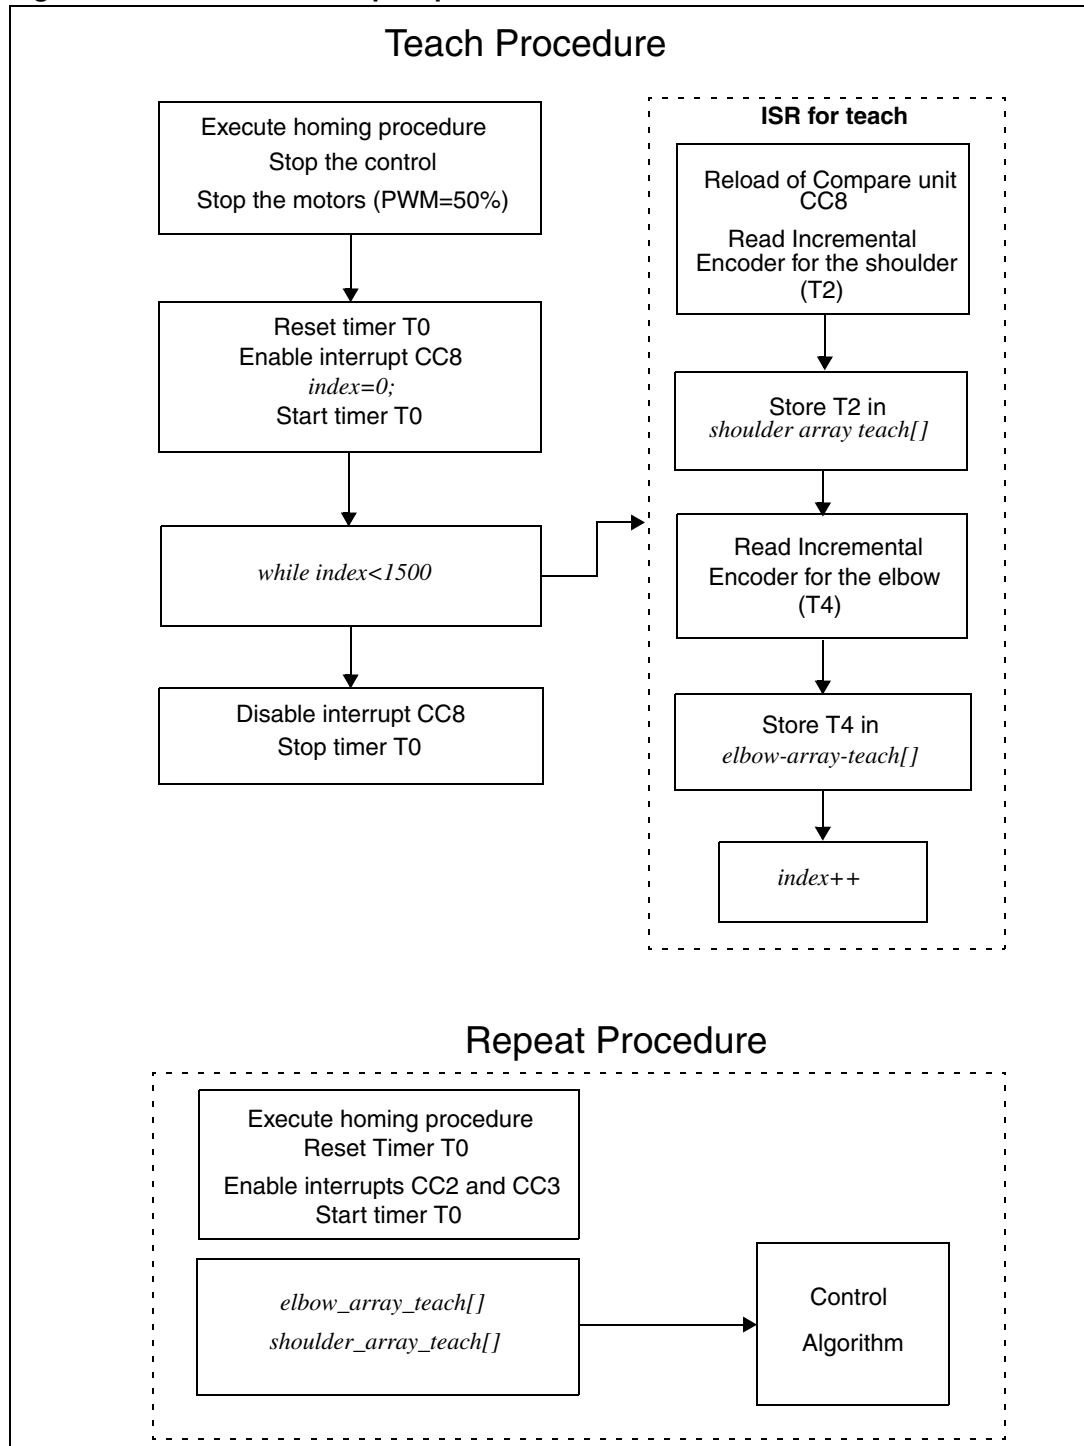 Teach Procedure
Execute homing procedure
Stop the control
Stop the motors (PWM=50%)
Reset timer T0
Enable interrupt CC8
index=0;
Start timer T0
while index<1500
Disable interrupt CC8
Stop timer T0
ISR for teach
Reload of Compare unit
CC8
Read Incremental
Encoder for the shoulder
(T2)
Store T2 in
shoulder array teach[]
Read Incremental
Encoder for the elbow
(T4)
Store T4 in
elbow-array-teach[]
index++
Repeat Procedure
Execute homing procedure
Reset Timer T0
Enable interrupts CC2 and CC3
Start timer T0
elbow_array_teach[]
shoulder_array_teach[]
Control
Algorithm